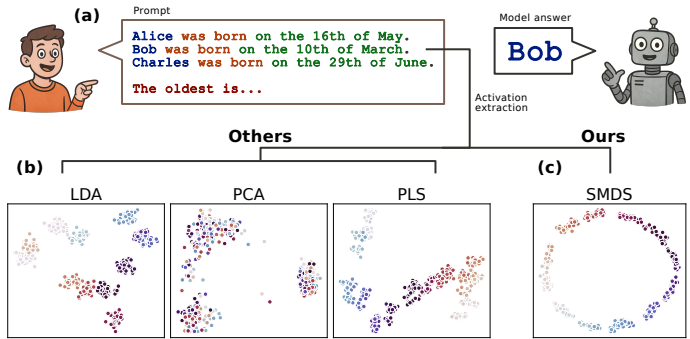 (a)
Prompt
Alice was born on the 16th of May.
Bob was born on the 10th of March.
Charles was born on the 29th of June.
The oldest is...
Model answer
Bob
Activation
extraction
Others
Ours
(b)
(c)
LDA
PCA
PLS
SMDS